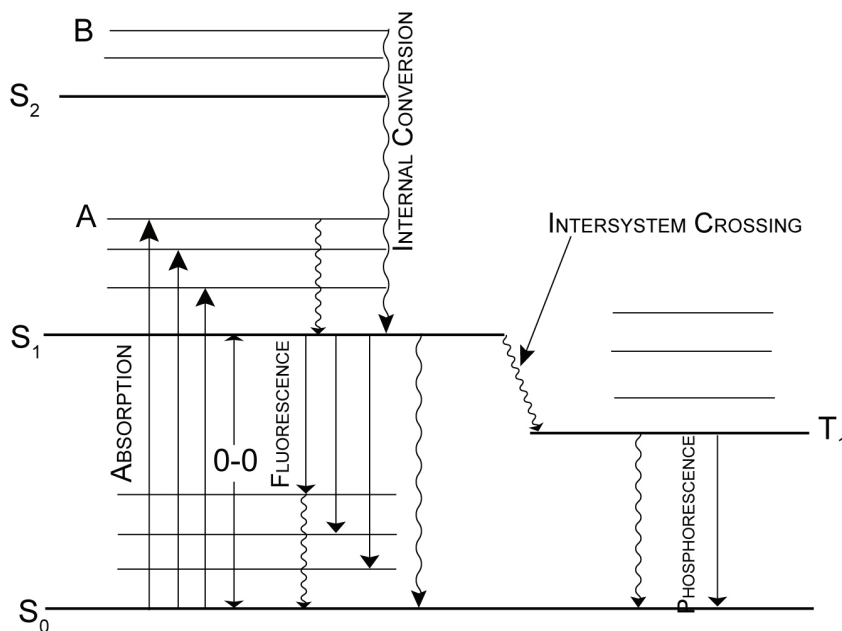 B
S2
INTERNAL CONVERSION
A
INTERSYSTEM CROSSING
S1
ABSORPTION
0-0
FLUORESCENCE
T
PHOSPHORESCENCE
S0